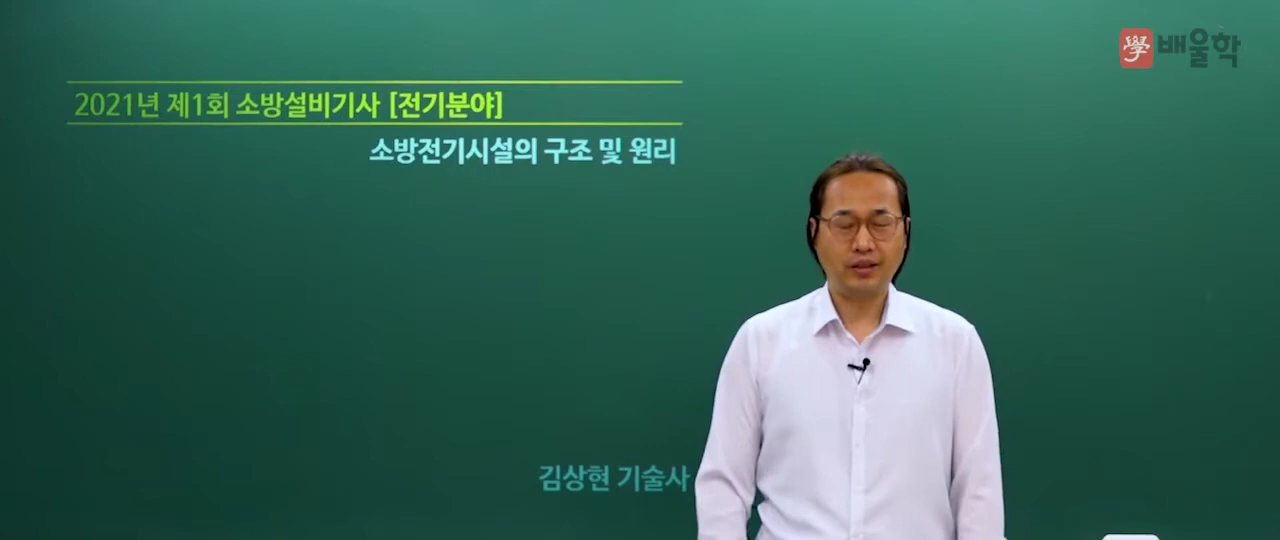 學 배울학
2021년 제1회 소방설비기사 [전기분야]
소방전기시설의 구조 및 원리
김상현 기술사